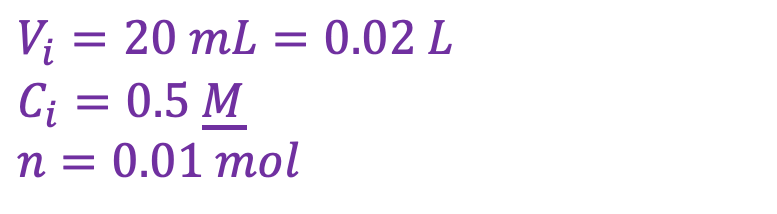 V_i = 20 mL = 0.02 L
C_i = 0.5 M
n = 0.01 mol